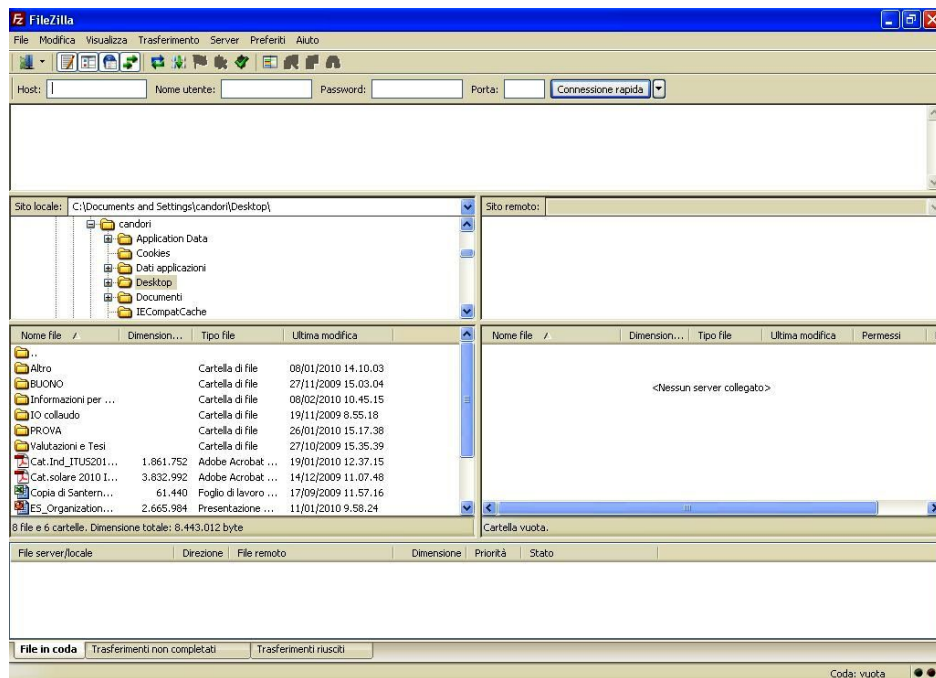 FileZilla
File Modifica Visualizza Trasferimento Server Preferiti Aiuto
Host: Nome utente: Password: Porta: Connessione rapida
Sito locale: C:\Documents and Settings\candori\Desktop\
candori
Application Data
Cookies
Dati applicazioni
Desktop
Documenti
IECompatCache
Sito remoto:
Nome file Dimension... Tipo file Ultima modifica
..
Altro Cartella di file 08/01/2010 14.10.03
BUONO Cartella di file 27/11/2009 15.03.04
Informazioni per ... Cartella di file 08/02/2010 10.45.15
IO collaudo Cartella di file 19/11/2009 8.55.18
PROVA Cartella di file 26/01/2010 15.17.38
Valutazioni e Tesi Cartella di file 27/10/2009 15.35.39
Cat.Ind_ITUS201... 1.861.752 Adobe Acrobat ... 19/01/2010 12.37.15
Cat.solare 2010 I... 3.832.992 Adobe Acrobat ... 14/12/2009 11.07.48
Copia di Santern... 61.440 Foglio di lavoro ... 17/09/2009 11.57.16
ES_Organization... 2.665.984 Presentazione ... 11/01/2010 9.58.24
8 file e 6 cartelle. Dimensione totale: 8.443.012 byte
Nome file Dimension... Tipo file Ultima modifica Permessi
<Nessun server collegato>
Cartella vuota.
File server/locale Direzione File remoto Dimensione Priorità Stato
File in coda Trasferimenti non completati Trasferimenti riusciti
Coda: vuota